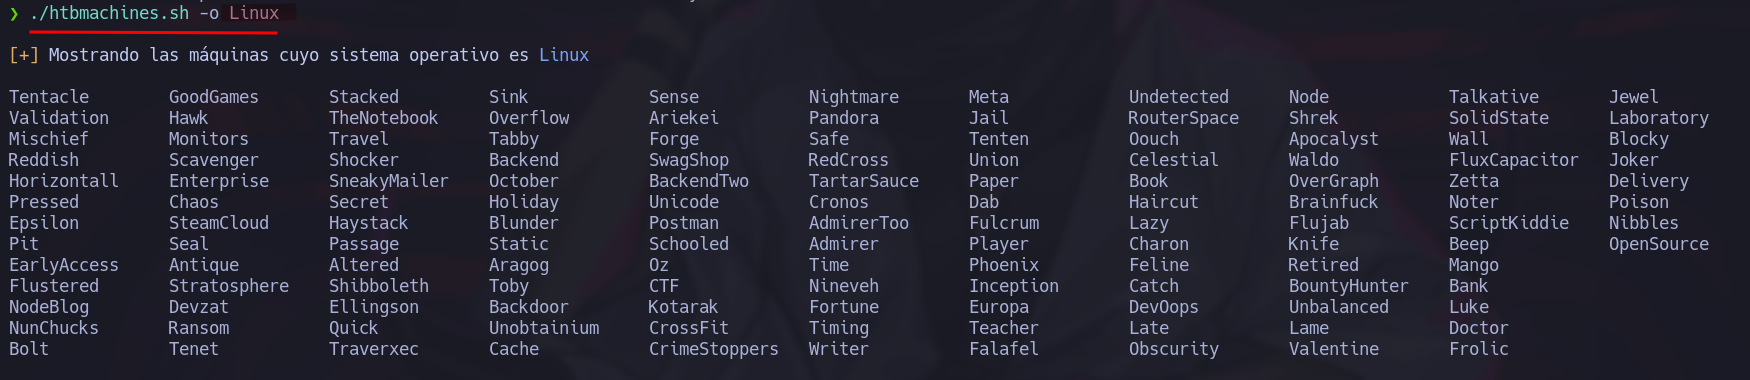 ❯ ./htbmachines.sh -o Linux
[+] Mostrando las máquinas cuyo sistema operativo es Linux
Tentacle GoodGames Stacked Sink Sense Nightmare Meta Undetected Node Talkative Jewel
Validation Hawk TheNotebook Overflow Ariekei Pandora Jail RouterSpace Shrek SolidState Laboratory
Mischief Monitors Travel Tabby Forge Safe Tenten Oouch Apocalyst Wall Blocky
Reddish Scavenger Shocker Backend SwagShop RedCross Union Celestial Waldo FluxCapacitor Joker
Horizontall Enterprise SneakyMailer October BackendTwo TartarSauce Paper Book OverGraph Zetta Delivery
Pressed Chaos Secret Holiday Unicode Cronos Dab Haircut Brainfuck Noter Poison
Epsilon SteamCloud Haystack Blunder Postman AdmirerToo Fulcrum Lazy Flujab ScriptKiddie Nibbles
Pit Seal Passage Static Schooled Admirer Player Charon Knife Beep OpenSource
EarlyAccess Antique Altered Aragog Oz Time Phoenix Feline Retired Mango
Flustered Stratosphere Shibboleth Toby CTF Nineveh Inception Catch BountyHunter Bank
NodeBlog Devzat Ellingson Backdoor Kotarak Fortune Europa DevOops Unbalanced Luke
NunChucks Ransom Quick Unobtainium CrossFit Timing Teacher Late Lame Doctor
Bolt Tenet Traverxec Cache CrimeStoppers Writer Falafel Obscurity Valentine Frolic